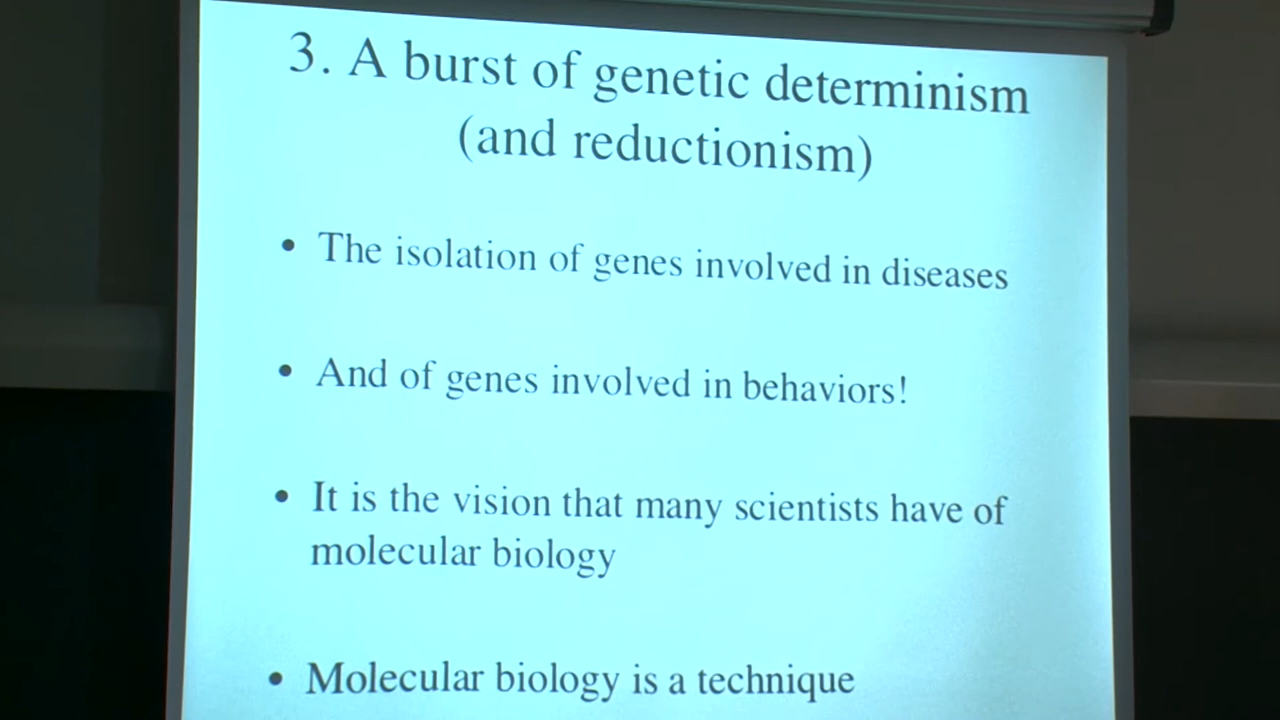 3. A burst of genetic determinism
(and reductionism)
• The isolation of genes involved in diseases
• And of genes involved in behaviors!
• It is the vision that many scientists have of
molecular biology
• Molecular biology is a technique